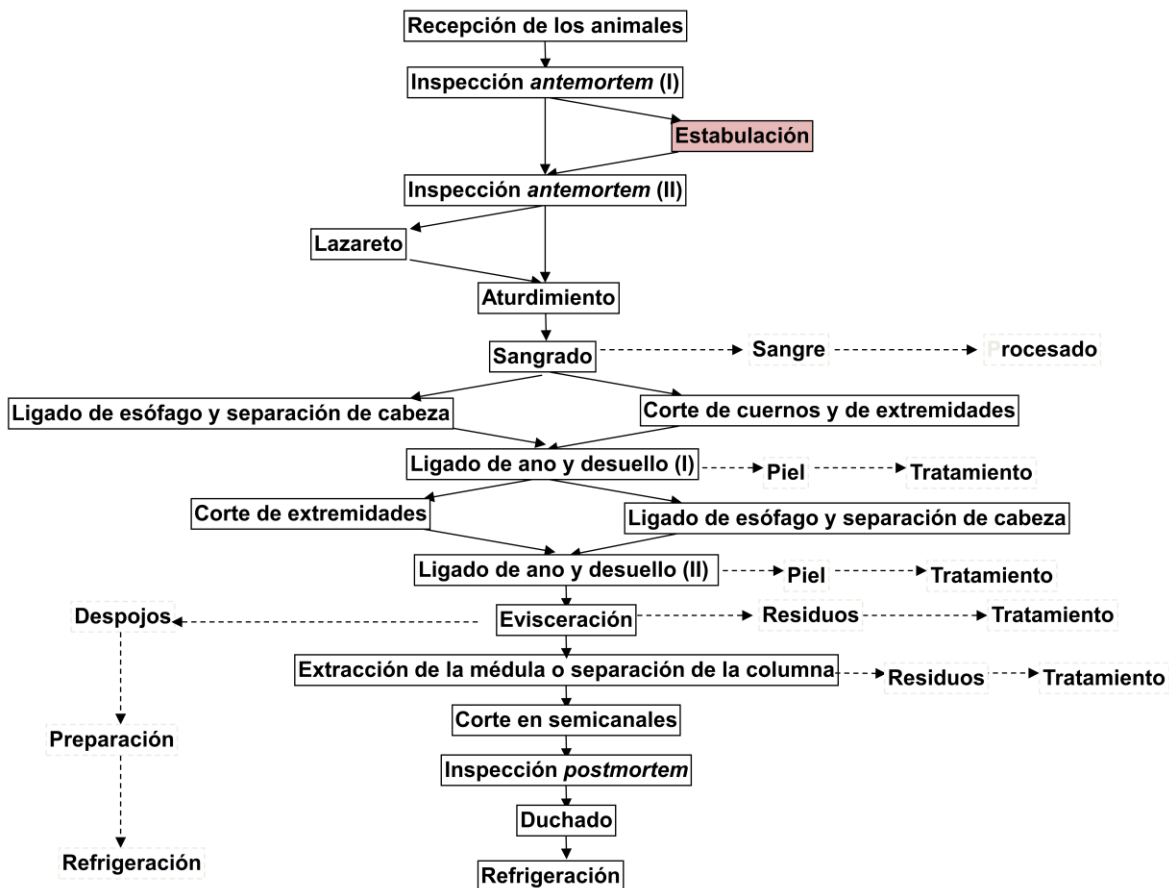 Recepción de los animales
Inspección antemortem (I)
Estabulación
Inspección antemortem (II)
Lazareto
Aturdimiento
Sangrado
Sangre
Procesado
Ligado de esófago y separación de cabeza
Corte de cuernos y de extremidades
Ligado de ano y desuello (I)
Piel
Tratamiento
Corte de extremidades
Ligado de esófago y separación de cabeza
Ligado de ano y desuello (II)
Piel
Tratamiento
Despojos
Evisceración
Residuos
Tratamiento
Extracción de la médula o separación de la columna
Residuos
Tratamiento
Corte en semicanales
Preparación
Inspección postmortem
Duchado
Refrigeración
Refrigeración